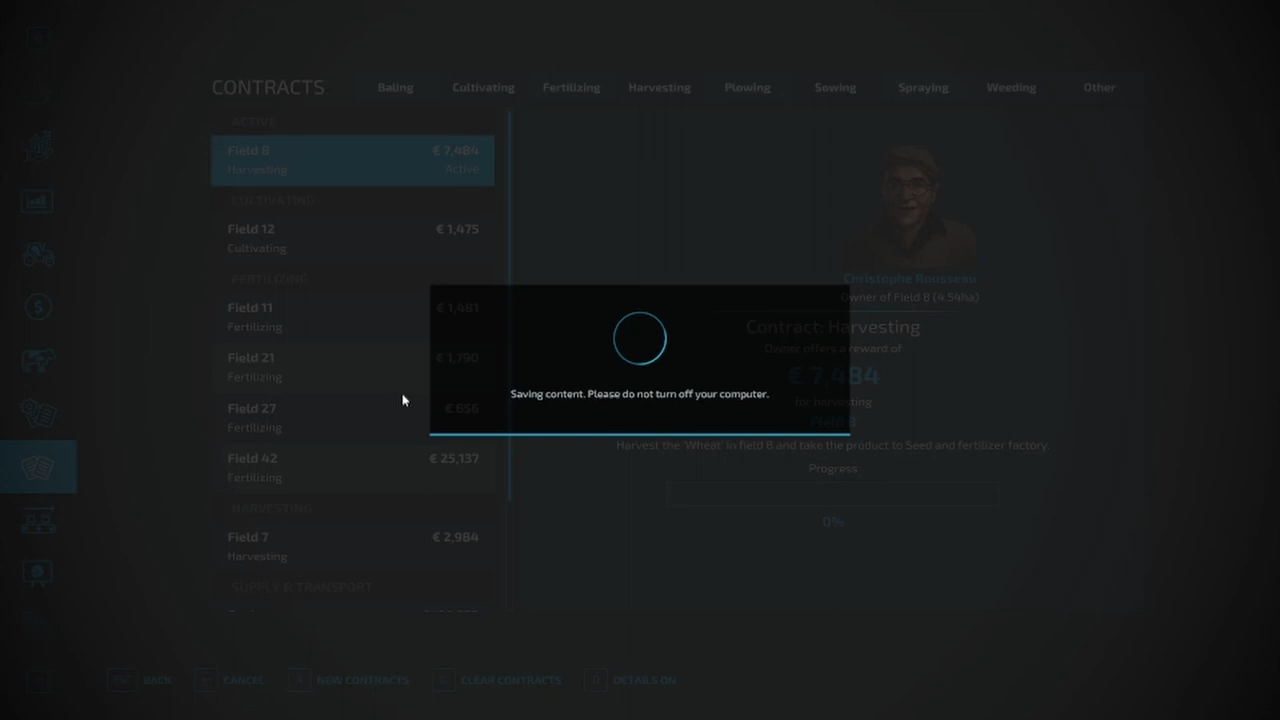 CONTRACTS Baling Cultivating Fertilizing Harvesting Plowing Sowing Spraying Weeding Other
ACTIVE
Field 8 € 7,484
Harvesting Active
CULTIVATING
Field 12 € 1,475
Cultivating
FERTILIZING
Field 11 € 1,461
Fertilizing
Field 21 € 1,790
Fertilizing
Field 27 € 656
Fertilizing
Field 42 € 25,137
Fertilizing
HARVESTING
Field 7 € 2,984
Harvesting
SUPPLY & TRANSPORT
Christophe Rousseau
Owner of Field 8 (4.54ha)
Contract: Harvesting
Owner offers a reward of
€ 7,484
for harvesting
Harvest the 'Wheat' in field 8 and take the product to Seed and fertilizer factory.
Progress:
0%
Saving content. Please do not turn off your computer.
BACK CANCEL NEW CONTRACTS CLEAR CONTRACTS DETAILS ON